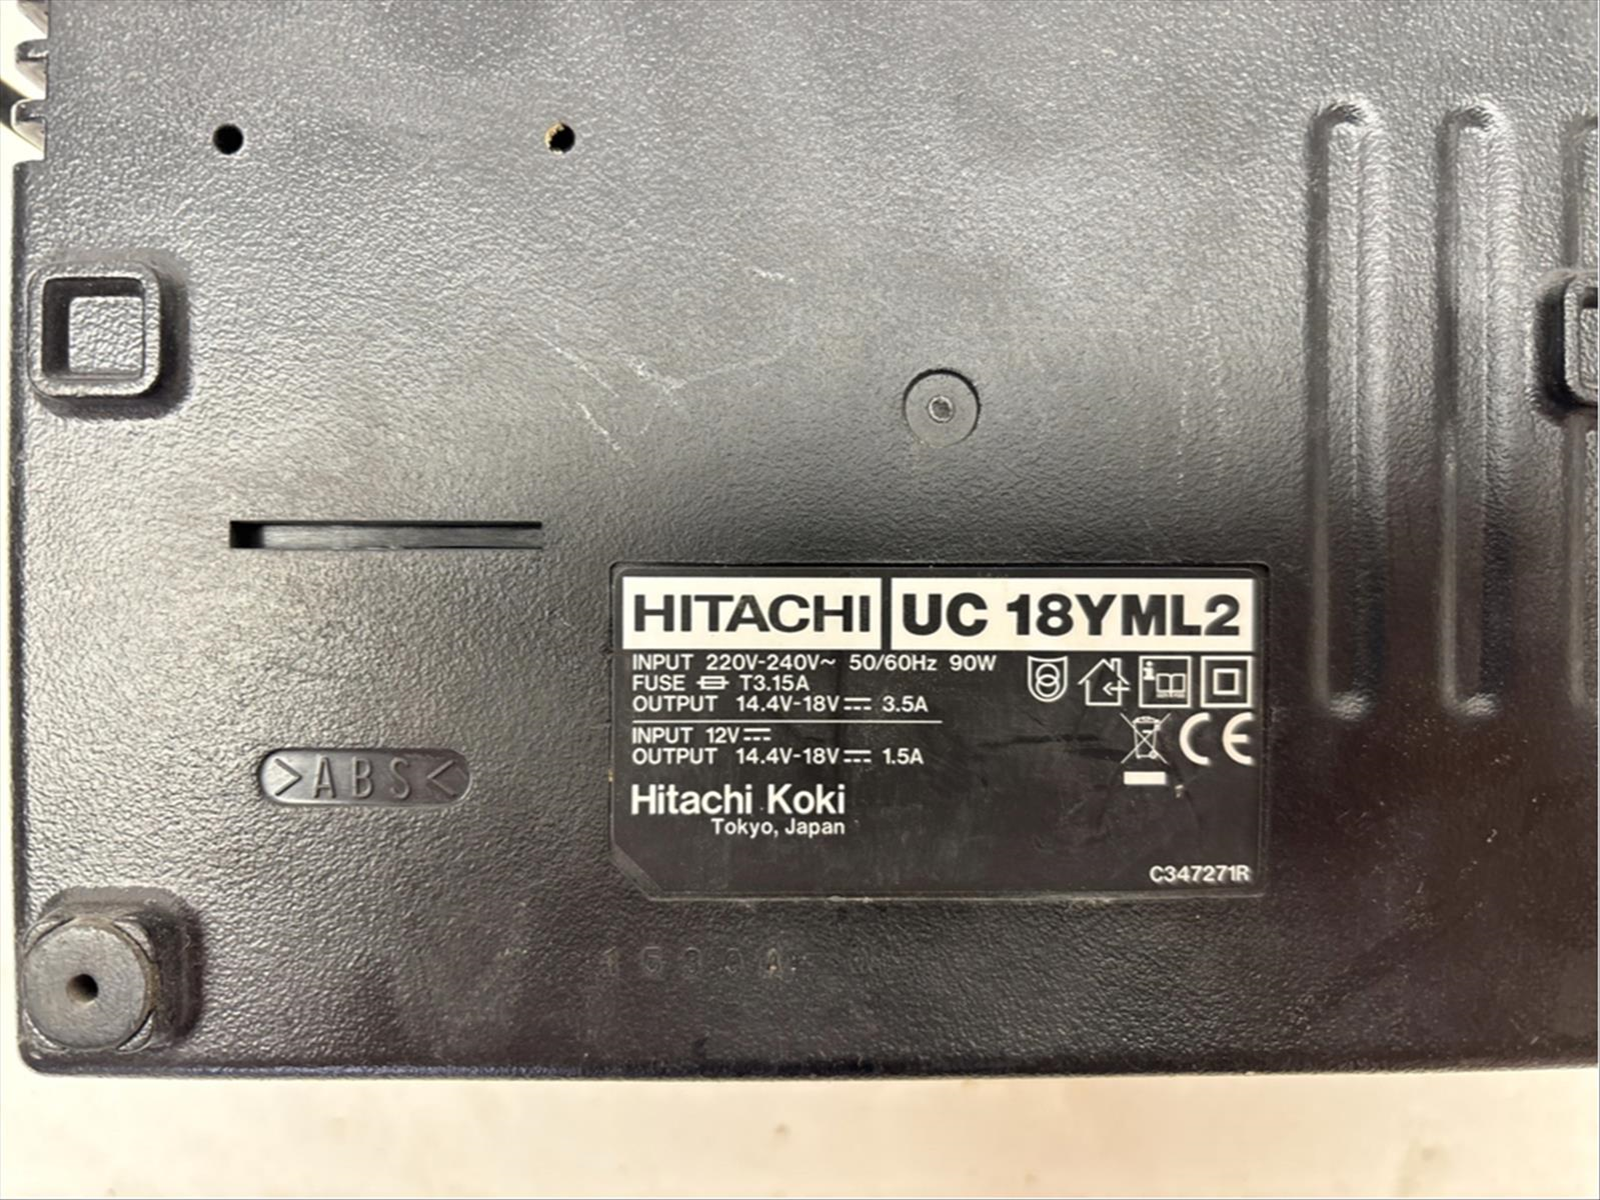 HITACHI UC 18YML2
INPUT 220V-240V~ 50/60Hz 90W
FUSE T3.15A
OUTPUT 14.4V-18V⎓ 3.5A
INPUT 12V⎓
OUTPUT 14.4V-18V⎓ 1.5A
Hitachi Koki
Tokyo, Japan
i
CE
C347271R
>ABS<